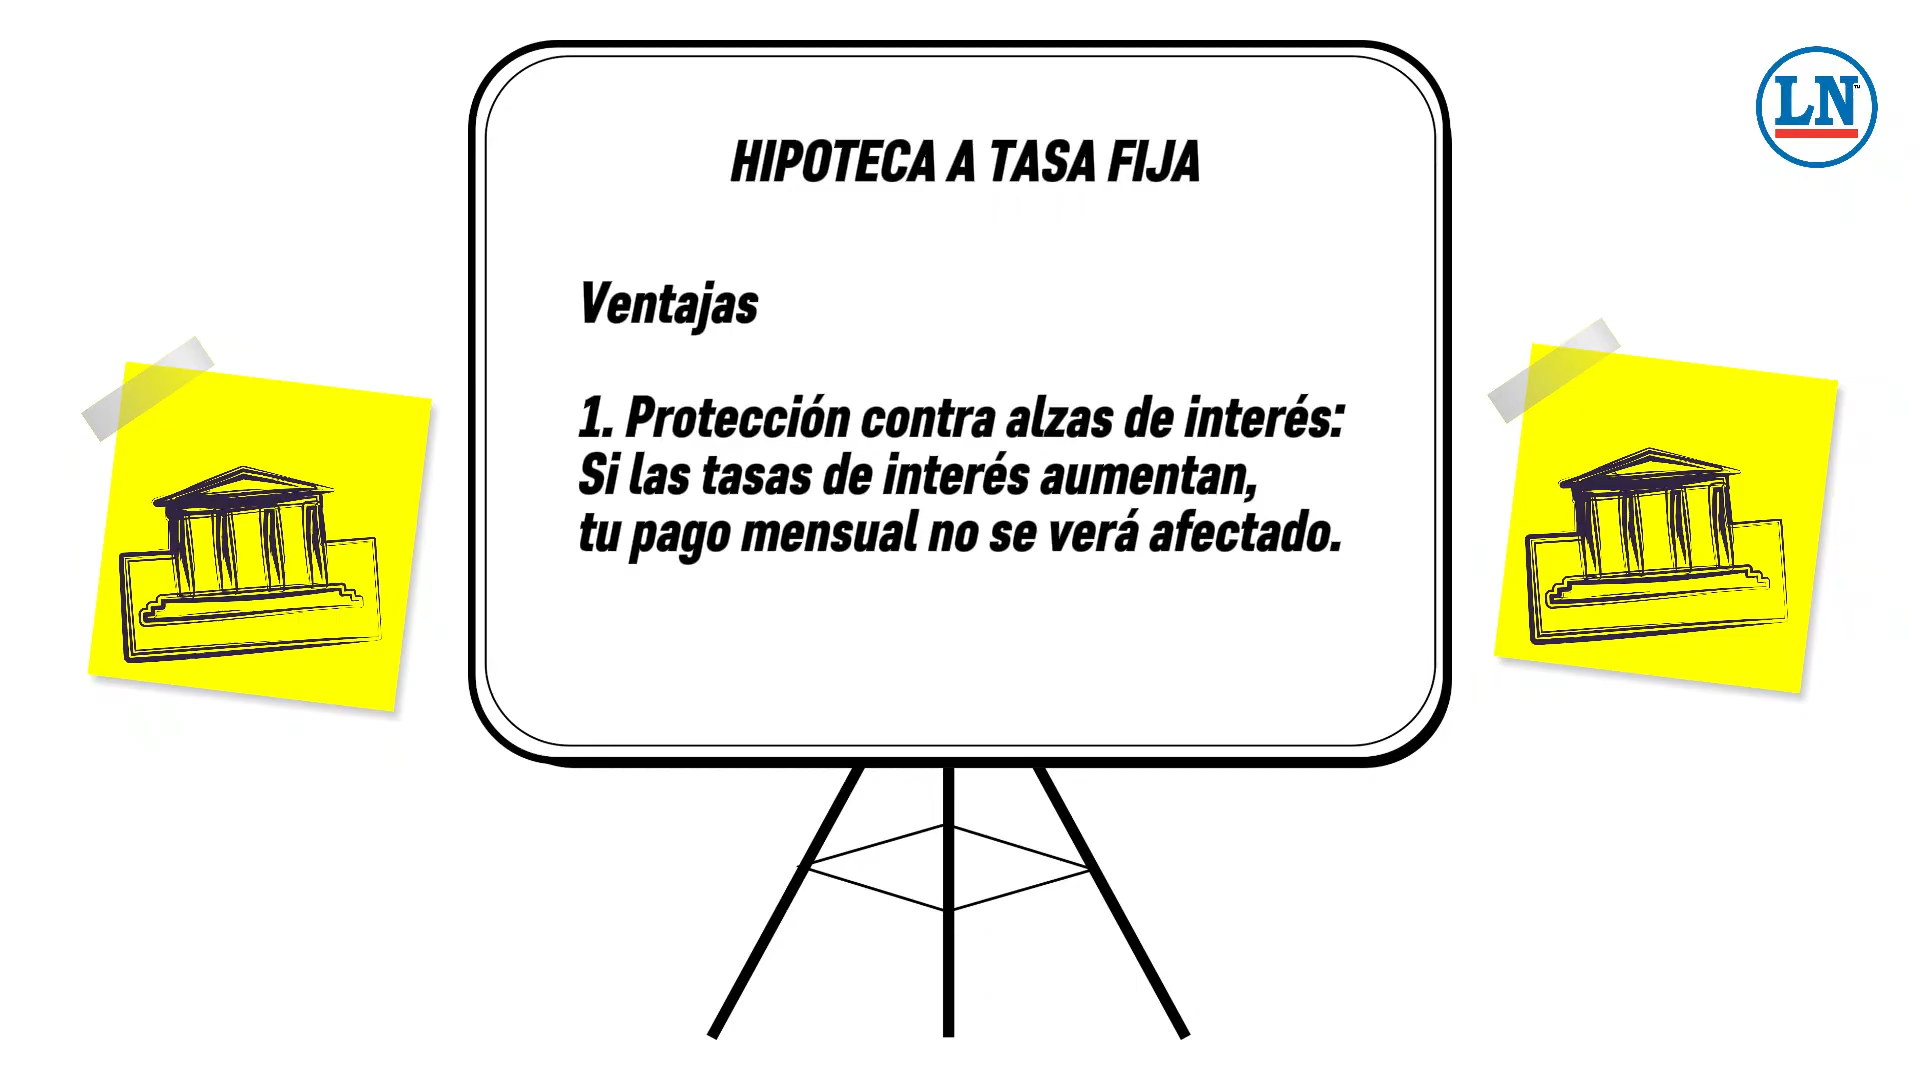 HIPOTECA A TASA FIJA
LN™
Ventajas
1. Protección contra alzas de interés:
Si las tasas de interés aumentan,
tu pago mensual no se verá afectado.